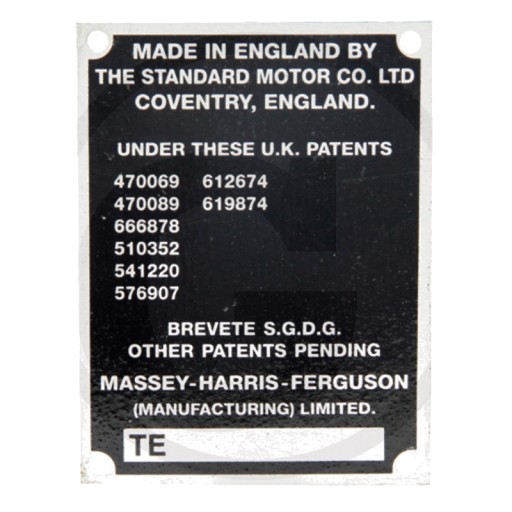 MADE IN ENGLAND BY
THE STANDARD MOTOR CO. LTD
COVENTRY, ENGLAND.
UNDER THESE U.K. PATENTS
470069 612674
470089 619874
666878
510352
541220
576907
BREVETE S.G.D.G.
OTHER PATENTS PENDING
MASSEY-HARRIS-FERGUSON
(MANUFACTURING) LIMITED.
TE